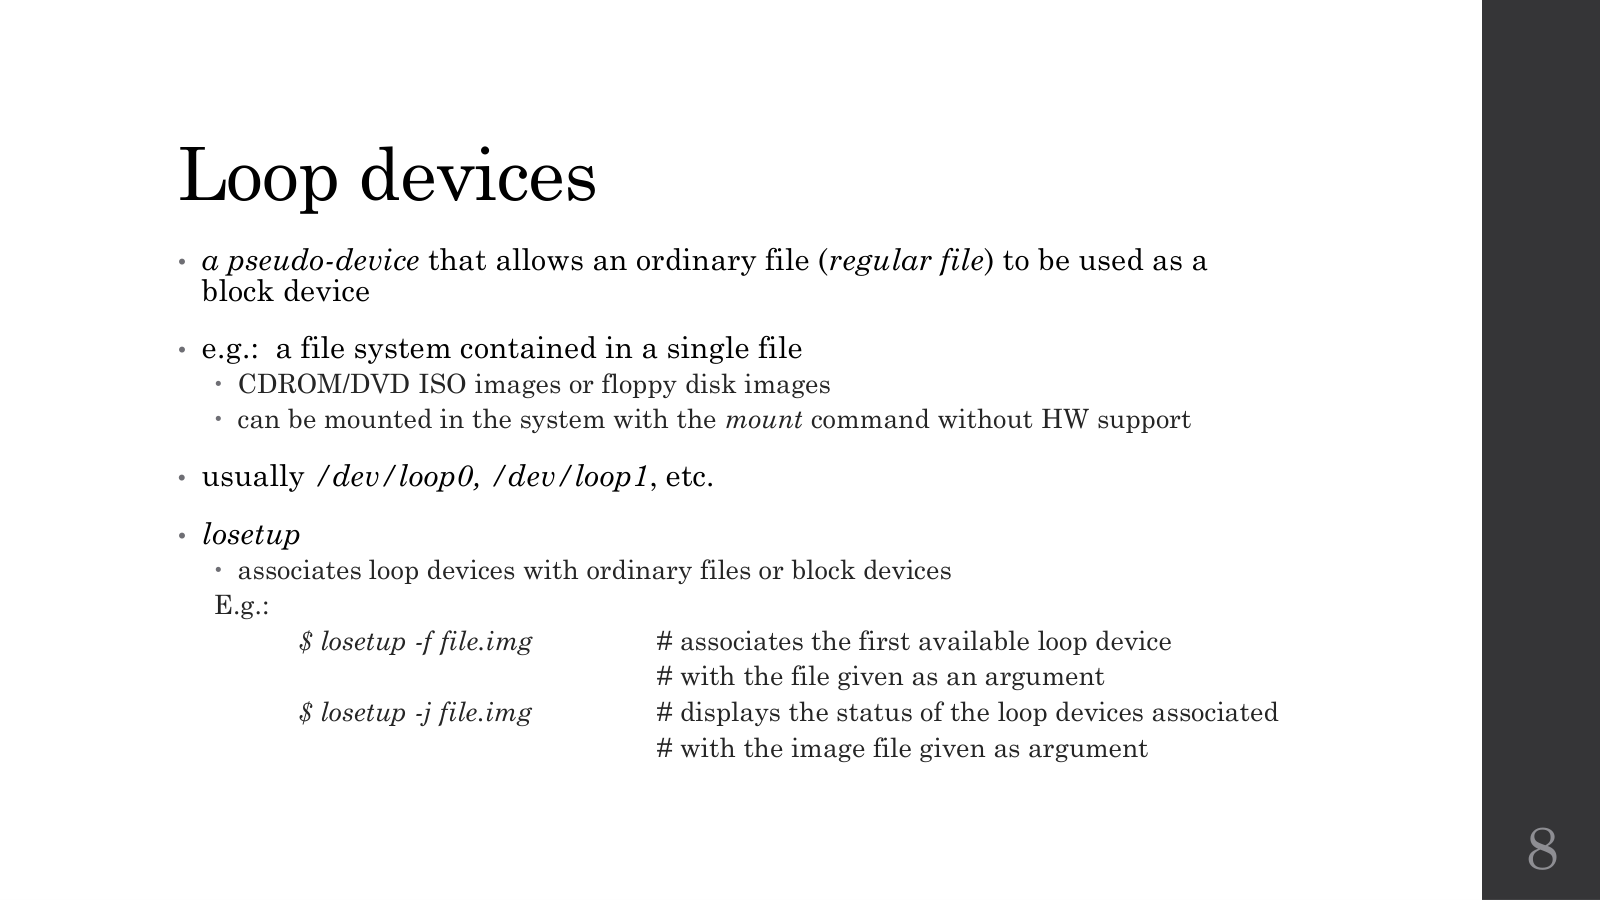 Loop devices
• a pseudo-device that allows an ordinary file (regular file) to be used as a
block device
• e.g.:  a file system contained in a single file
• CDROM/DVD ISO images or floppy disk images
• can be mounted in the system with the mount command without HW support
• usually /dev/loop0, /dev/loop1, etc.
• losetup
• associates loop devices with ordinary files or block devices
E.g.:
$ losetup -f file.img # associates the first available loop device
# with the file given as an argument
$ losetup -j file.img # displays the status of the loop devices associated
# with the image file given as argument
8